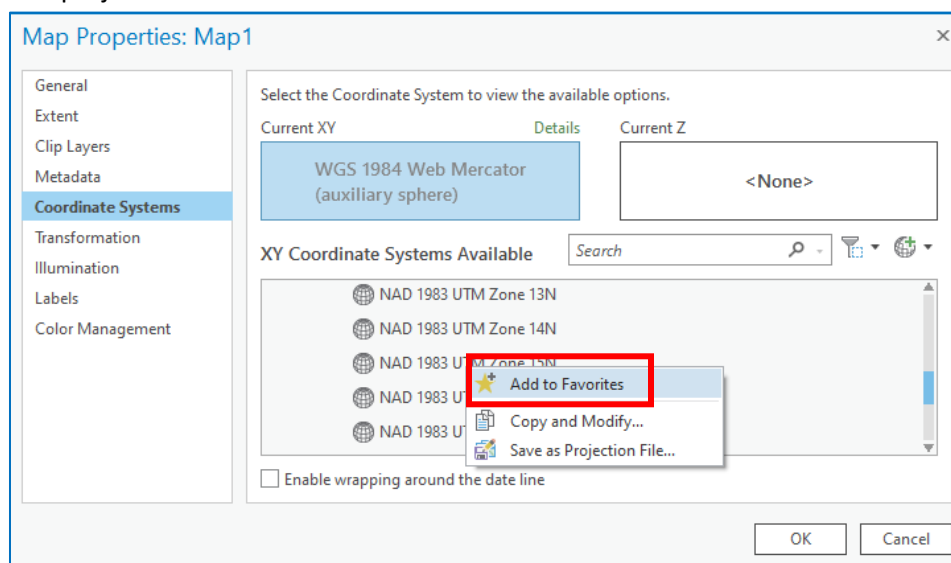 Map Properties: Map1
General
Extent
Clip Layers
Metadata
Coordinate Systems
Transformation
Illumination
Labels
Color Management
Select the Coordinate System to view the available options.
Current XY
Details
Current Z
WGS 1984 Web Mercator
(auxiliary sphere)
<None>
XY Coordinate Systems Available
Search
NAD 1983 UTM Zone 13N
NAD 1983 UTM Zone 14N
NAD 1983 UTM Zone 15N
NAD 1983
NAD 1983
Add to Favorites
Copy and Modify...
Save as Projection File...
Enable wrapping around the date line
OK
Cancel